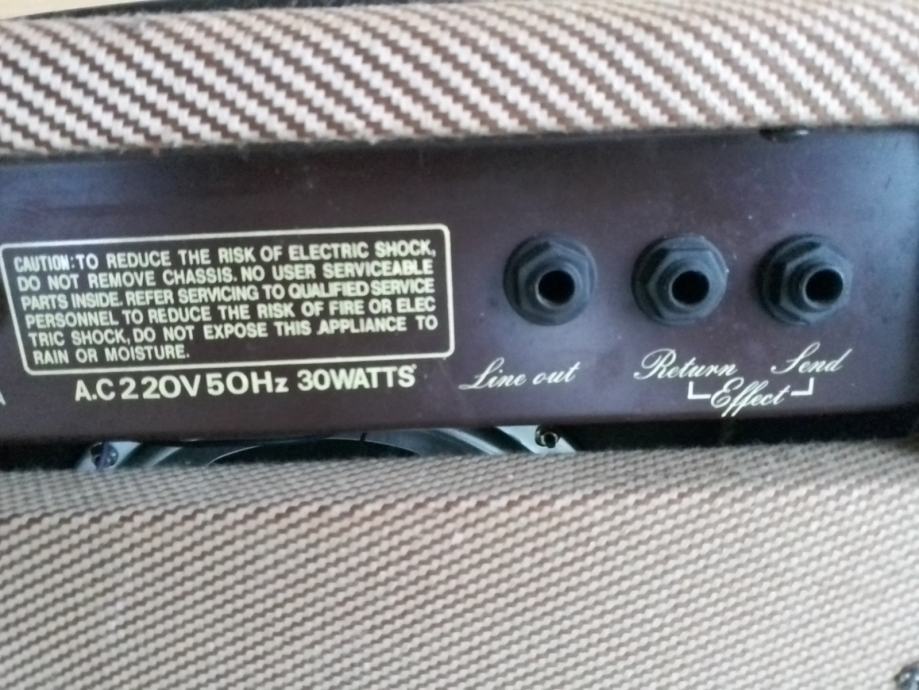 CAUTION: TO REDUCE THE RISK OF ELECTRIC SHOCK,
DO NOT REMOVE CHASSIS. NO USER SERVICEABLE
PARTS INSIDE. REFER SERVICING TO QUALIFIED SERVICE
PERSONNEL. TO REDUCE THE RISK OF FIRE OR ELEC
TRIC SHOCK, DO NOT EXPOSE THIS APPLIANCE TO
RAIN OR MOISTURE.
A.C 220V 50Hz 30WATTS
Line out
Return Send
Effect